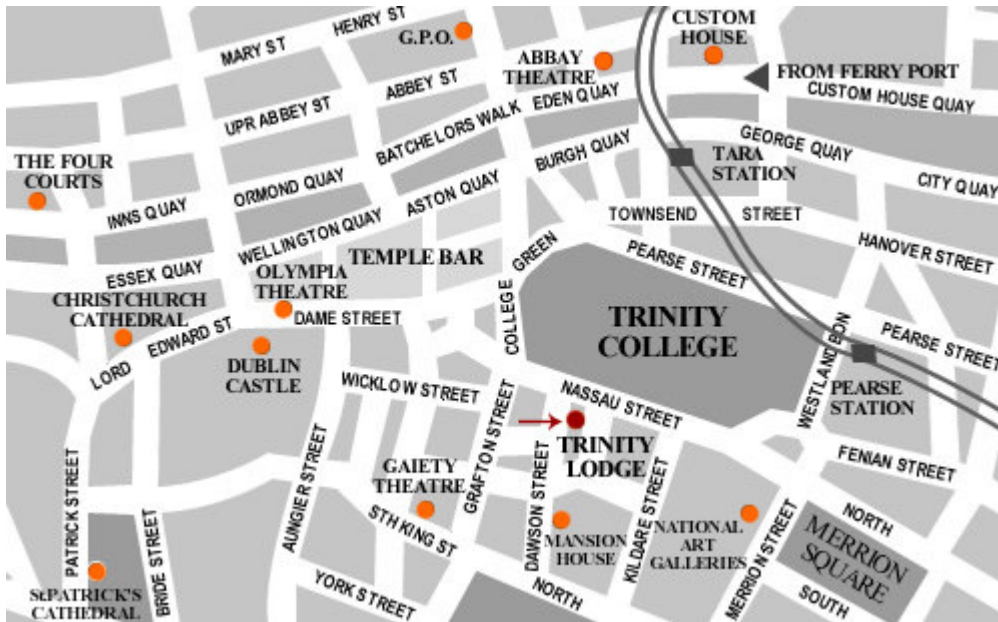 HENRY ST
MARY ST
G.P.O.
CUSTOM
HOUSE
ABBAY
THEATRE
FROM FERRY PORT
CUSTOM HOUSE QUAY
ABBEY ST
UPR ABBEY ST
BATCHELORS WALK
EDEN QUAY
BURGH QUAY
GEORGE QUAY
TARA
STATION
CITY QUAY
THE FOUR
COURTS
INNS QUAY
ORMOND QUAY
ASTON QUAY
WELLINGTON QUAY
ESSEX QUAY
TOWNSEND STREET
HANOVER STREET
TEMPLE BAR
COLLEGE GREEN
PEARSE STREET
OLYMPIA
THEATRE
CHRISTCHURCH
CATHEDRAL
LORD EDWARD ST
DAME STREET
TRINITY
COLLEGE
WESTLAND BON
PEARSE STREET
PEARSE
STATION
DUBLIN
CASTLE
WICKLOW STREET
NASSAU STREET
GRAFTON STREET
TRINITY
LODGE
FENIAN STREET
PATRICK STREET
BRIDE STREET
AUNGIER STREET
GAIETY
THEATRE
STH KING ST
DAWSON STREET
MANSION
HOUSE
KILDARE STREET
NATIONAL
ART
GALLERIES
MERRION STREET
NORTH
MERRION
SQUARE
SOUTH
St.PATRICK'S
CATHEDRAL
YORK STREET
NORTH